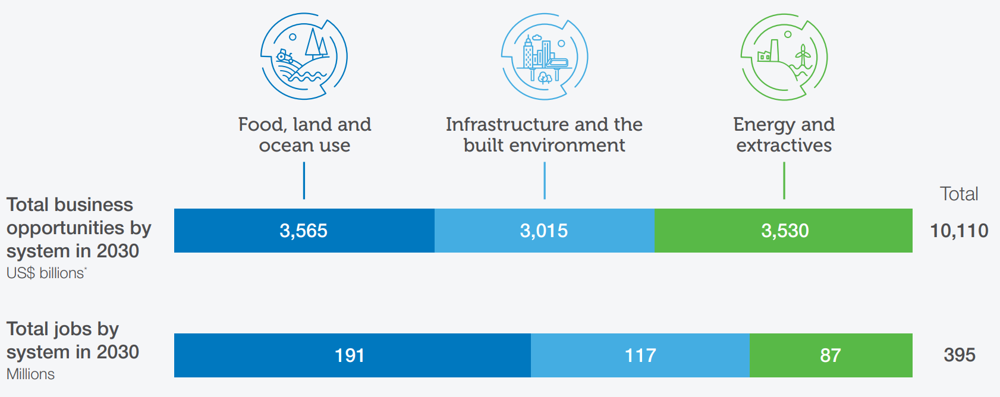 Food, land and
ocean use
Infrastructure and the
built environment
Energy and
extractives
Total
Total business
opportunities by
system in 2030
US$ billions*
3,565
3,015
3,530
10,110
Total jobs by
system in 2030
Millions
191
117
87
395